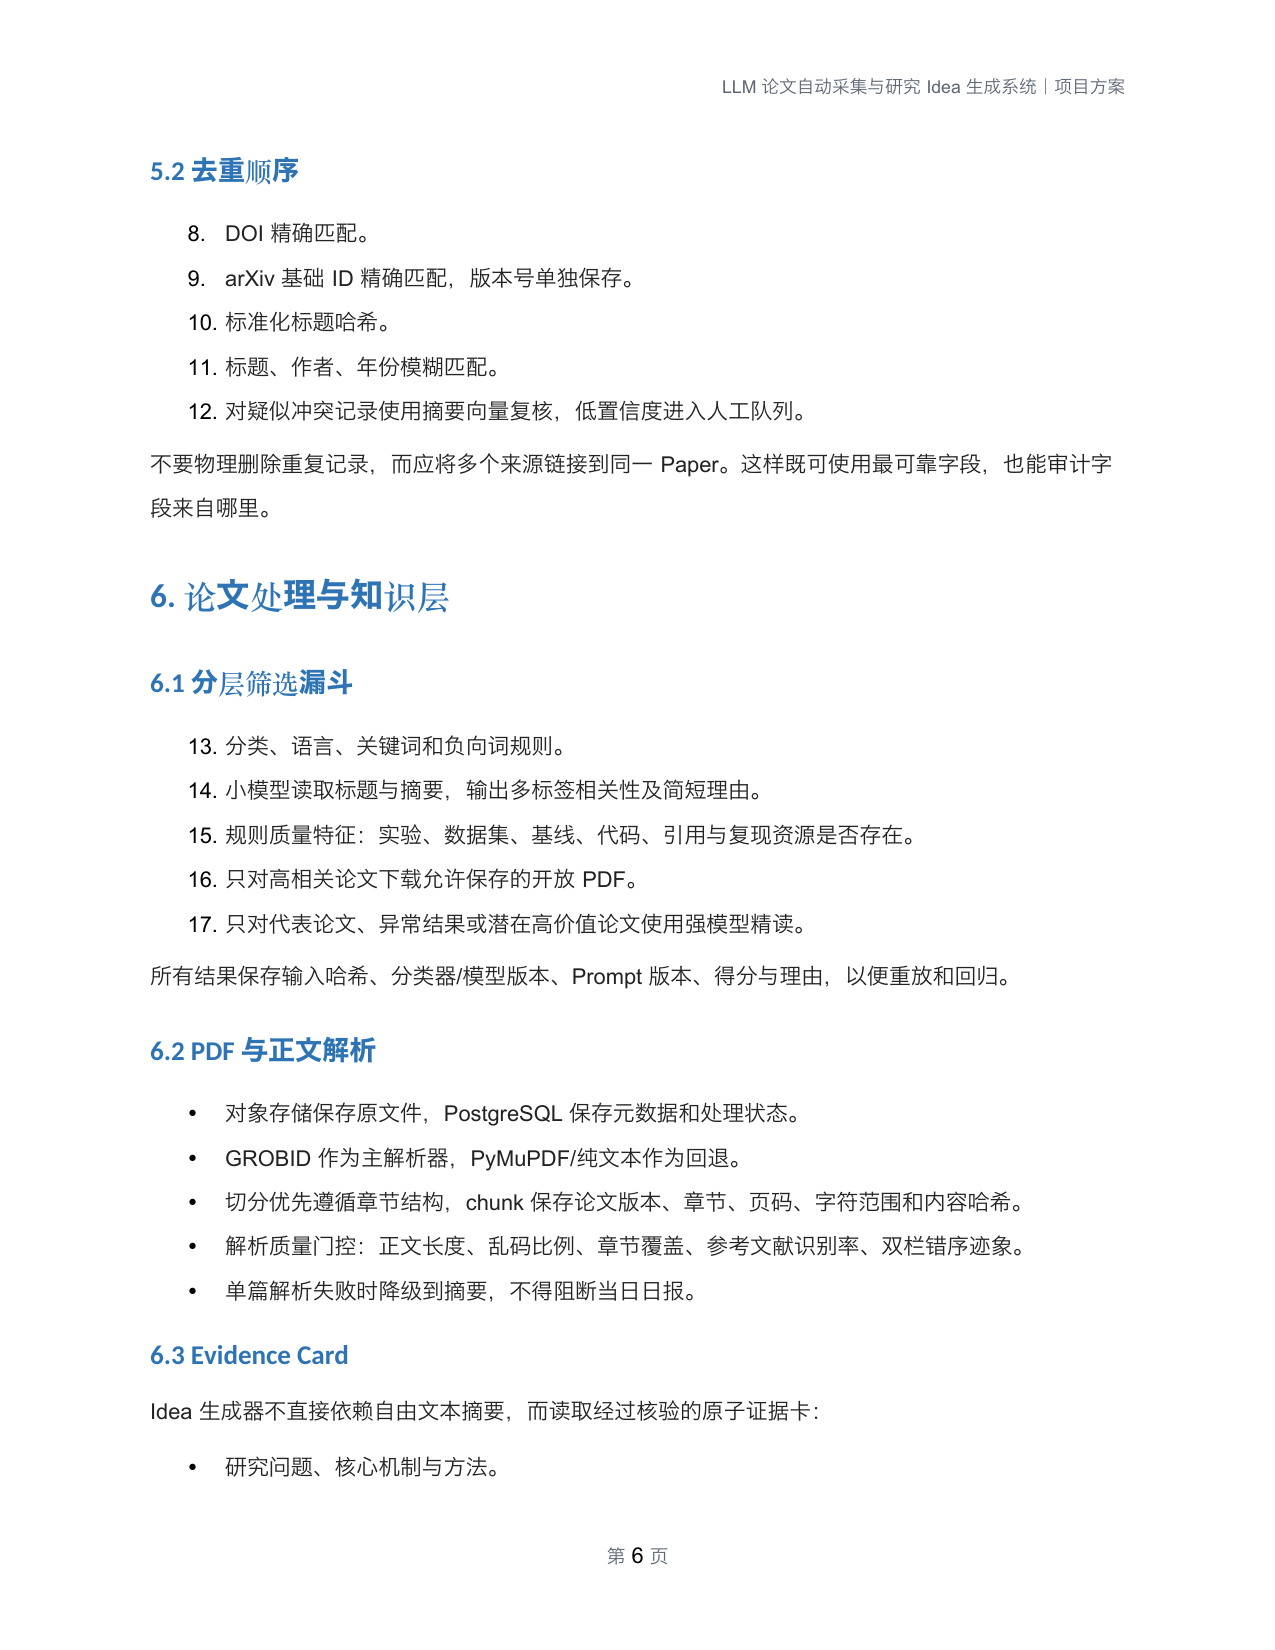 LLM 论文自动采集与研究 Idea 生成系统｜项目方案
5.2 去重顺序
8. DOI 精确匹配。
9. arXiv 基础 ID 精确匹配，版本号单独保存。
10. 标准化标题哈希。
11. 标题、作者、年份模糊匹配。
12. 对疑似冲突记录使用摘要向量复核，低置信度进入人工队列。
不要物理删除重复记录，而应将多个来源链接到同一 Paper。这样既可使用最可靠字段，也能审计字
段来自哪里。
6. 论文处理与知识层
6.1 分层筛选漏斗
13. 分类、语言、关键词和负向词规则。
14. 小模型读取标题与摘要，输出多标签相关性及简短理由。
15. 规则质量特征：实验、数据集、基线、代码、引用与复现资源是否存在。
16. 只对高相关论文下载允许保存的开放 PDF。
17. 只对代表论文、异常结果或潜在高价值论文使用强模型精读。
所有结果保存输入哈希、分类器/模型版本、Prompt 版本、得分与理由，以便重放和回归。
6.2 PDF 与正文解析
• 对象存储保存原文件，PostgreSQL 保存元数据和处理状态。
• GROBID 作为主解析器，PyMuPDF/纯文本作为回退。
• 切分优先遵循章节结构，chunk 保存论文版本、章节、页码、字符范围和内容哈希。
• 解析质量门控：正文长度、乱码比例、章节覆盖、参考文献识别率、双栏错序迹象。
• 单篇解析失败时降级到摘要，不得阻断当日日报。
6.3 Evidence Card
Idea 生成器不直接依赖自由文本摘要，而读取经过核验的原子证据卡：
• 研究问题、核心机制与方法。
第 6 页